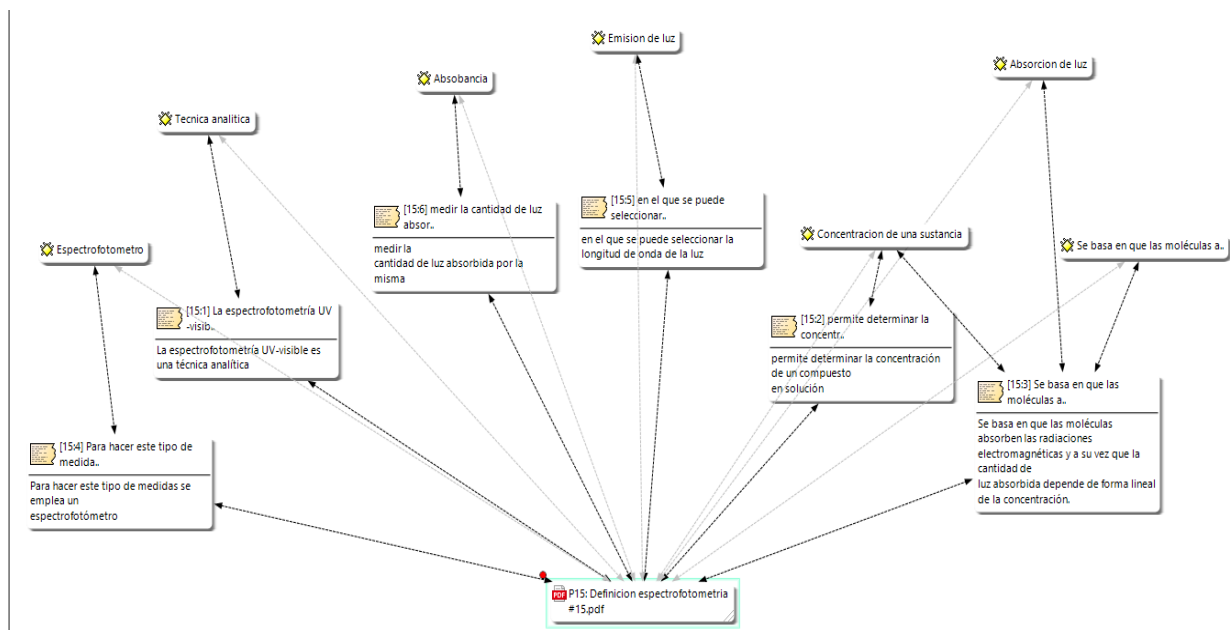 Emision de luz
Absorcion de luz
Absobancia
Tecnica analitica
[15:5] en el que se puede
seleccionar..
en el que se puede seleccionar la
longitud de onda de la luz
[15:6] medir la cantidad de luz
absor..
medir la
cantidad de luz absorbida por la
misma
Concentracion de una sustancia
Se basa en que las moléculas a..
Espectrofotometro
[15:1] La espectrofotometría UV
-visib..
La espectrofotometría UV-visible es
una técnica analítica
[15:2] permite determinar la
concentr..
permite determinar la concentración
de un compuesto
en solución
[15:3] Se basa en que las
moléculas a..
Se basa en que las moléculas
absorben las radiaciones
electromagnéticas y a su vez que la
cantidad de
luz absorbida depende de forma lineal
de la concentración.
[15:4] Para hacer este tipo de
medida..
Para hacer este tipo de medidas se
emplea un
espectrofotómetro
PDF
P15: Definicion espectrofotometria
#15.pdf